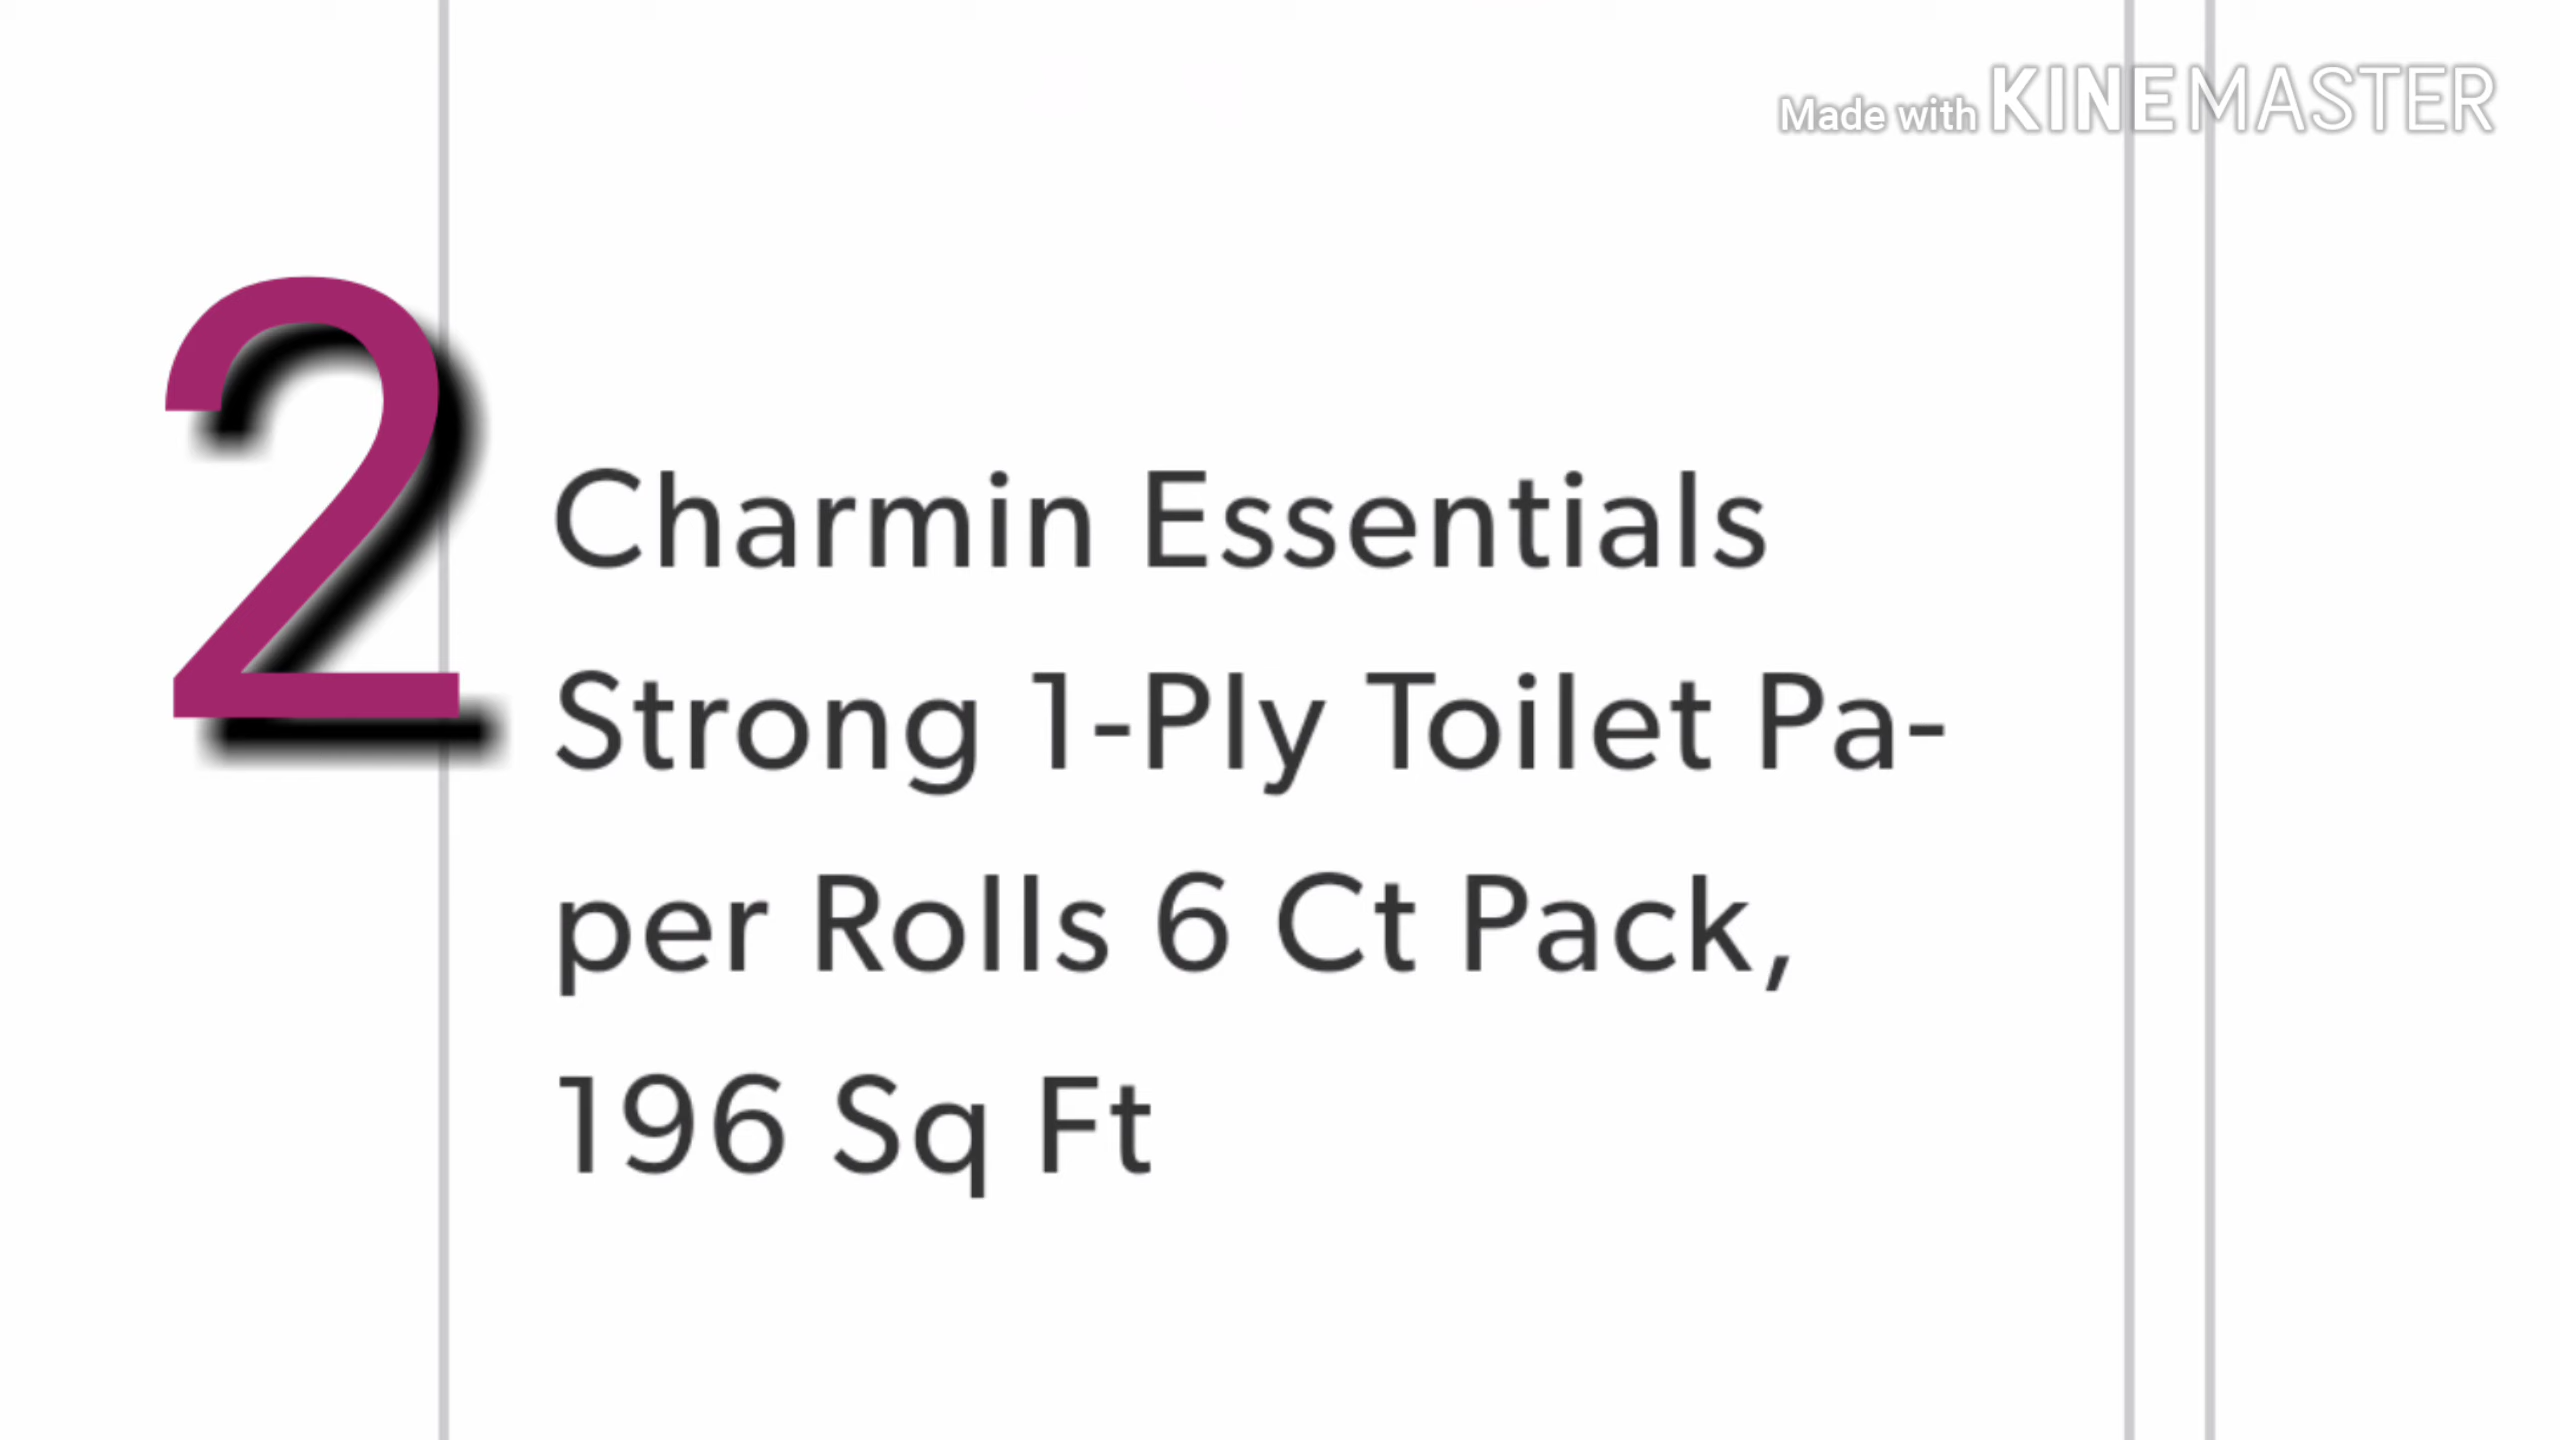 Made with KINEMASTER
2
Charmin Essentials
Strong 1-Ply Toilet Pa-
per Rolls 6 Ct Pack,
196 Sq Ft